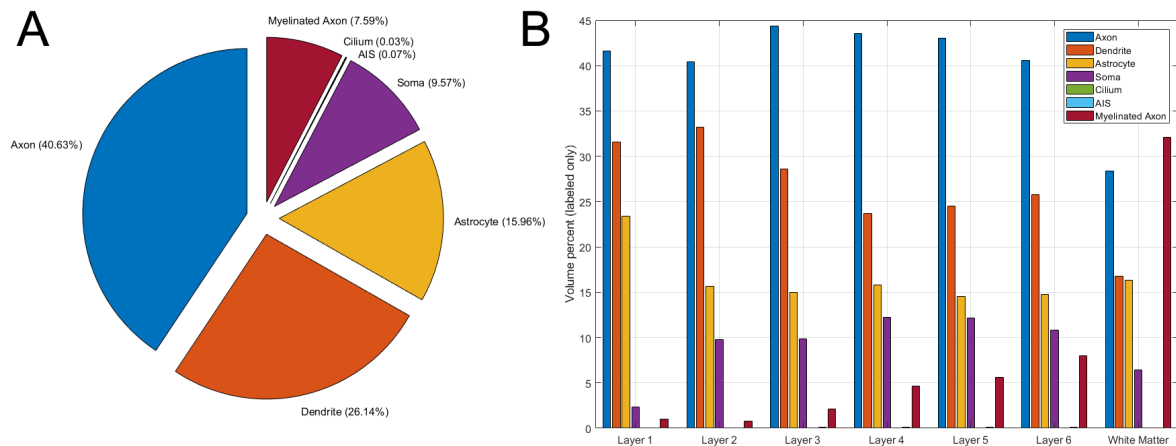 A
Myelinated Axon (7.59%)
Cilium (0.03%)
AIS (0.07%)
Soma (9.57%)
Axon (40.63%)
Astrocyte (15.96%)
Dendrite (26.14%)
B
Volume percent (labeled only)
45
40
35
30
25
20
15
10
5
0
Layer 1
Layer 2
Layer 3
Layer 4
Layer 5
Layer 6
White Matter
Axon
Dendrite
Astrocyte
Soma
Cilium
AIS
Myelinated Axon